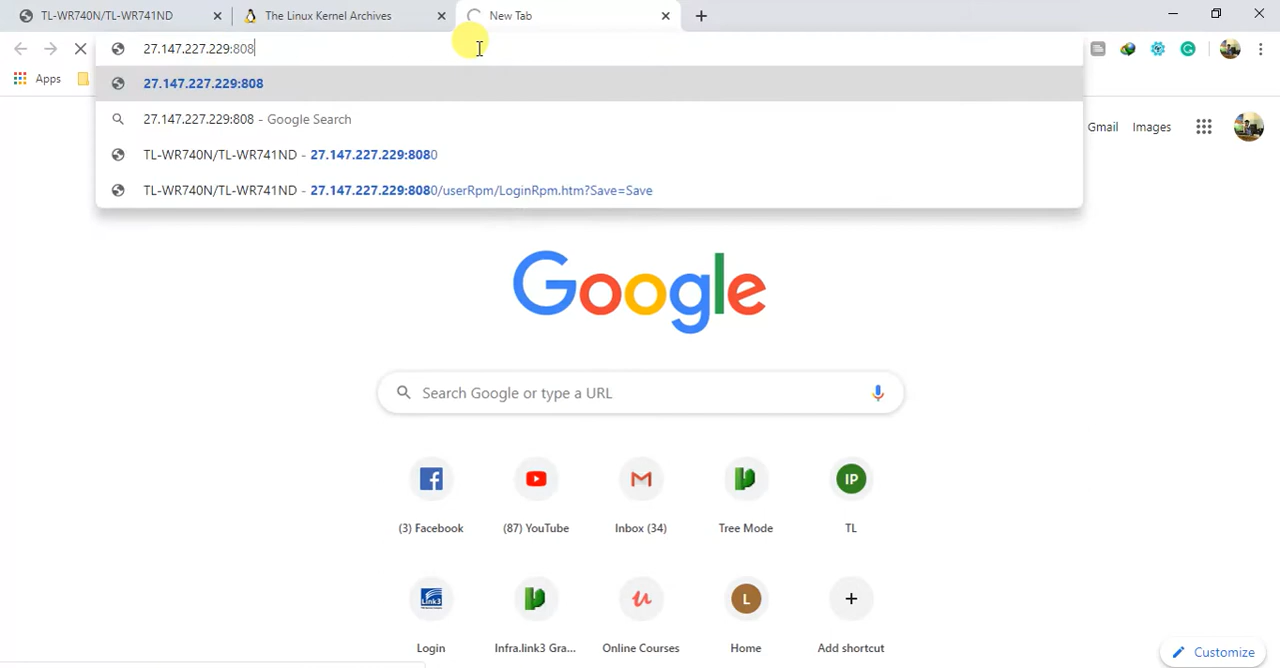 TL-WR740N/TL-WR741ND
The Linux Kernel Archives
New Tab
27.147.227.229:808
Apps
27.147.227.229:808
27.147.227.229:808 - Google Search
TL-WR740N/TL-WR741ND - 27.147.227.229:8080
TL-WR740N/TL-WR741ND - 27.147.227.229:8080/userRpm/LoginRpm.htm?Save=Save
Gmail Images
Google
Search Google or type a URL
IP
(3) Facebook (87) YouTube Inbox (34) Tree Mode TL
Link3
L
Login Infra.link3 Gra... Online Courses Home Add shortcut
Customize